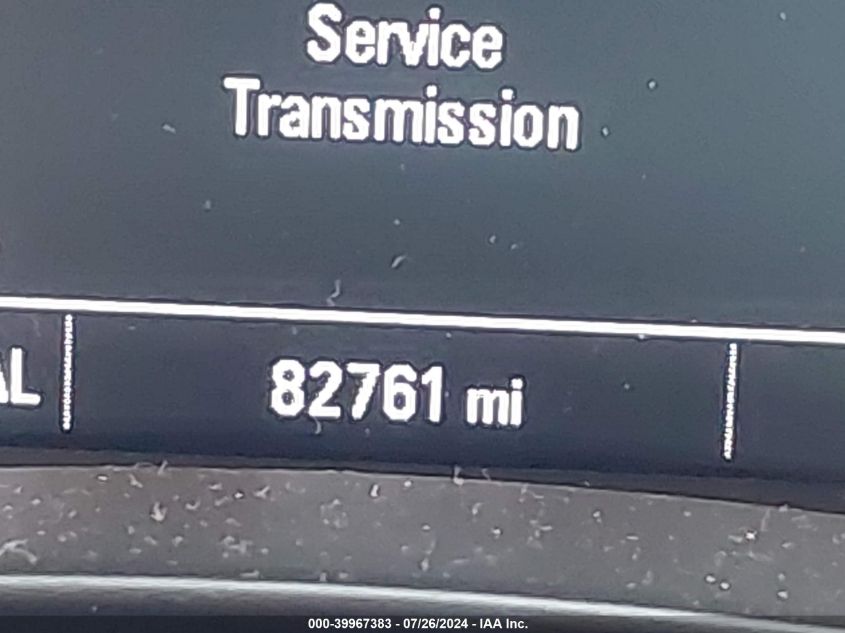 Service
Transmission
AL
82761 mi
000-39967383 - 07/26/2024 - IAA Inc.